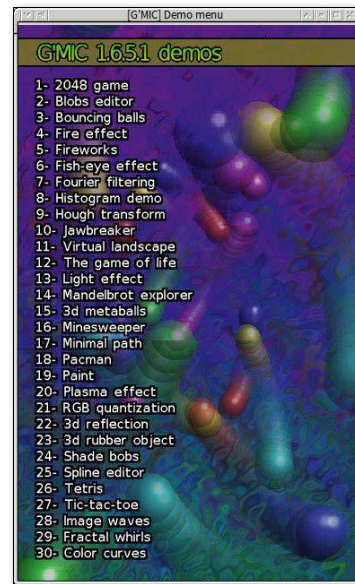 [G'MIC] Demo menu
G'MIC 1.6.5.1 demos
1- 2048 game
2- Blobs editor
3- Bouncing balls
4- Fire effect
5- Fireworks
6- Fish-eye effect
7- Fourier filtering
8- Histogram demo
9- Hough transform
10- Jawbreaker
11- Virtual landscape
12- The game of life
13- Light effect
14- Mandelbrot explorer
15- 3d metaballs
16- Minesweeper
17- Minimal path
18- Pacman
19- Paint
20- Plasma effect
21- RGB quantization
22- 3d reflection
23- 3d rubber object
24- Shade bobs
25- Spline editor
26- Tetris
27- Tic-tac-toe
28- Image waves
29- Fractal whirls
30- Color curves